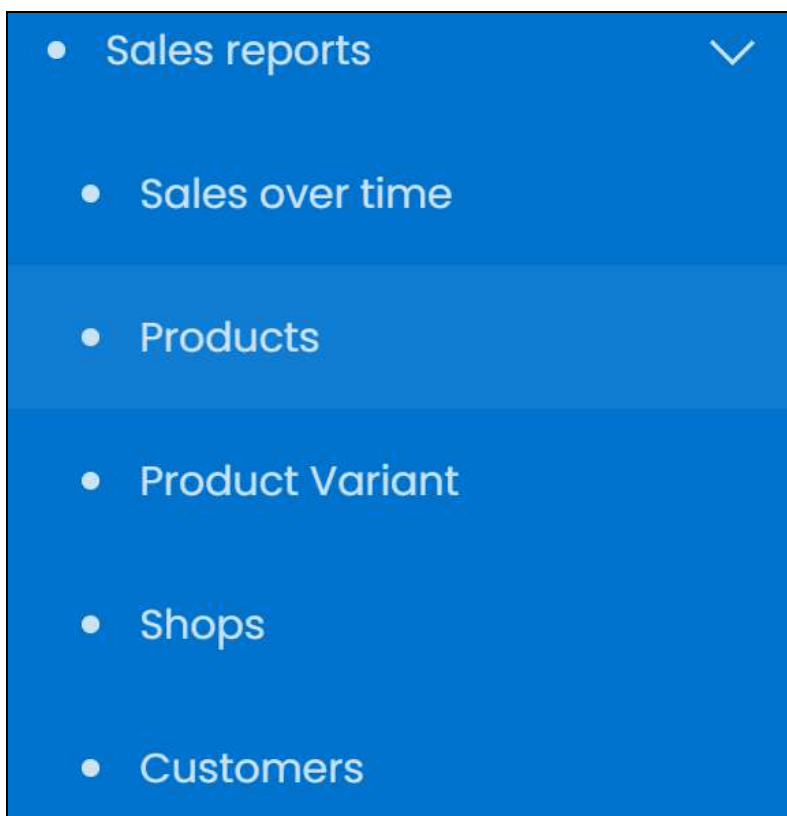 Sales reports
Sales over time
Products
Product Variant
Shops
Customers